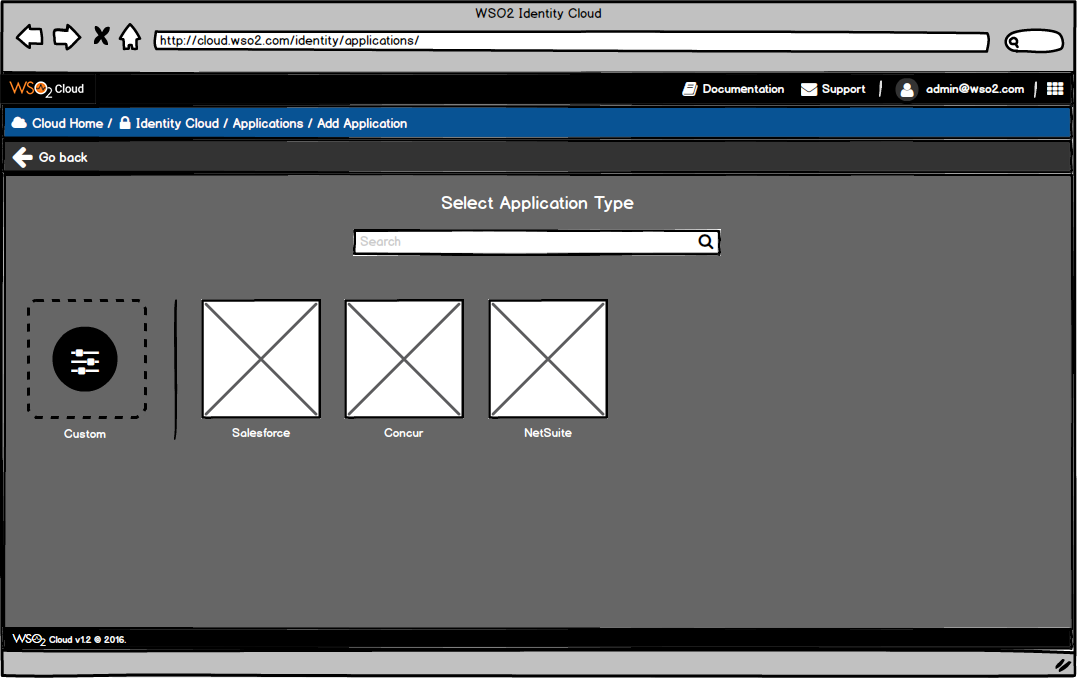 WSO2 Identity Cloud
http://cloud.wso2.com/identity/applications/
WSO2 Cloud
Documentation
Support
admin@wso2.com
Cloud Home / Identity Cloud / Applications / Add Application
Go back
Select Application Type
Search
Custom
Salesforce
Concur
NetSuite
WSO2 Cloud v1.2 © 2016.